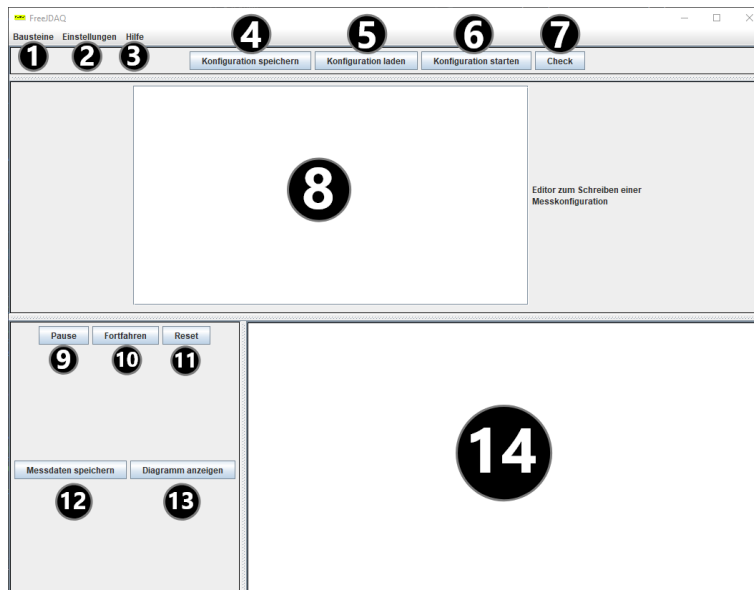 FreeJDAQ
Bausteine Einstellungen Hilfe
1 2 3 4 5 6 7
Konfiguration speichern Konfiguration laden Konfiguration starten Check
8
Editor zum Schreiben einer
Messkonfiguration
Pause Fortfahren Reset
9 10 11
14
Messdaten speichern Diagramm anzeigen
12 13